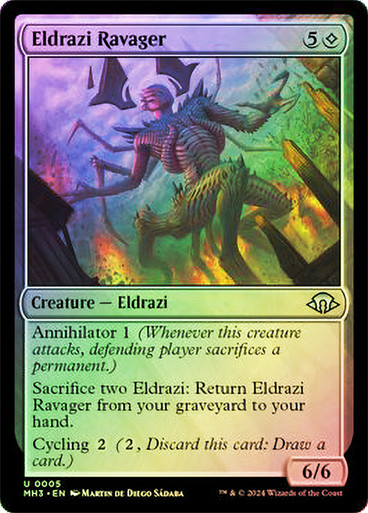 Eldrazi Ravager 5
Creature — Eldrazi
Annihilator 1 (Whenever this creature
attacks, defending player sacrifices a
permanent.)
Sacrifice two Eldrazi: Return Eldrazi
Ravager from your graveyard to your
hand.
Cycling 2 (2, Discard this card: Draw a
card.)
6/6
U 0005
MH3 • EN Martin de Diego Sádaba
™ & © 2024 Wizards of the Coast